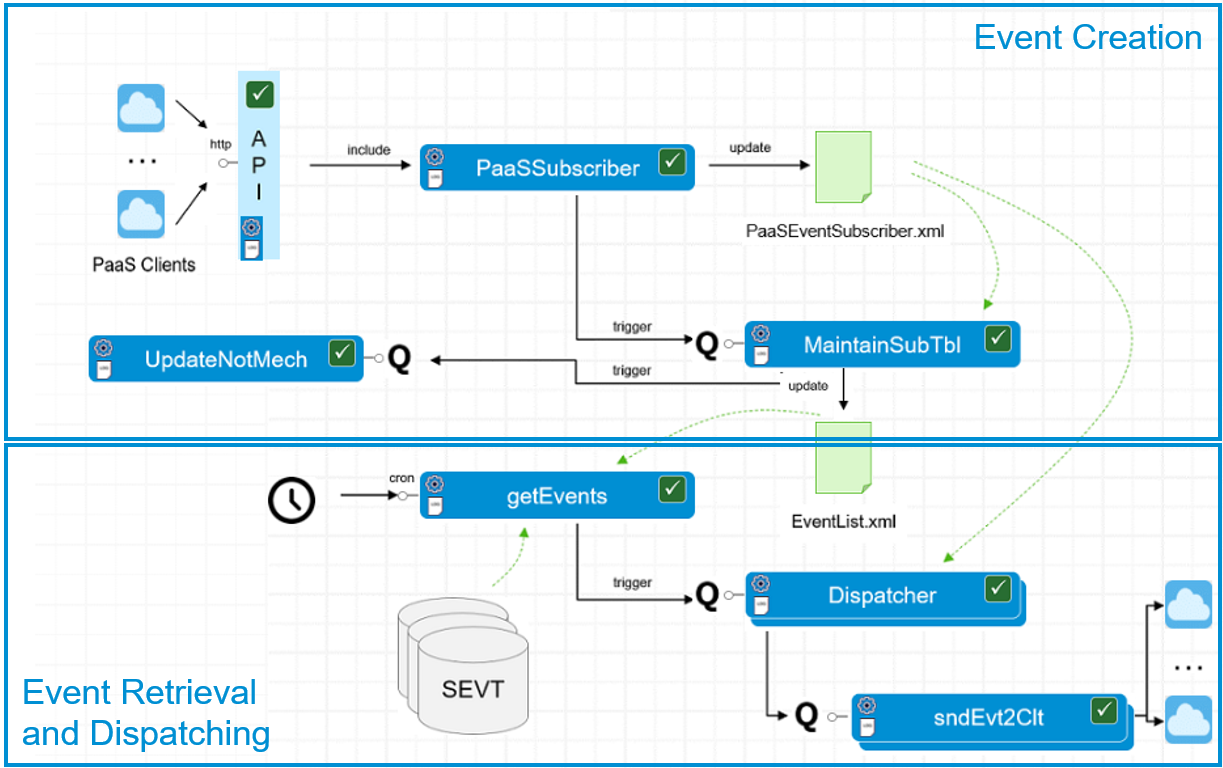 Event Creation
http
A
P
I
include
PaaSSubscriber
update
PaaS Clients
PaaSEventSubscriber.xml
trigger
Q
MaintainSubTbl
UpdateNotMech
Q
trigger
update
cron
getEvents
EventList.xml
trigger
Q
Dispatcher
SEVT
Event Retrieval
and Dispatching
Q
sndEvt2Clt